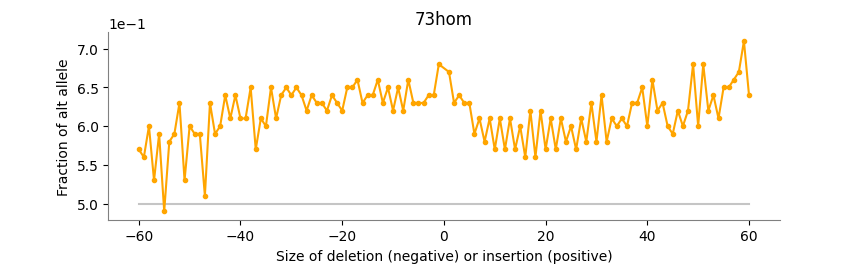 73hom
1e−1
7.0
6.5
6.0
5.5
5.0
Fraction of alt allele
−60 −40 −20 0 20 40 60
Size of deletion (negative) or insertion (positive)